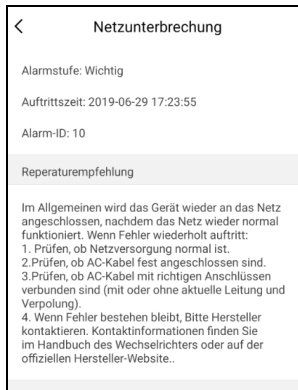 Netzunterbrechung
Alarmstufe: Wichtig
Auftrittszeit: 2019-06-29 17:23:55
Alarm-ID: 10
Reperaturempfehlung
Im Allgemeinen wird das Gerät wieder an das Netz
angeschlossen, nachdem das Netz wieder normal
funktioniert. Wenn Fehler wiederholt auftritt:
1. Prüfen, ob Netzversorgung normal ist.
2.Prüfen, ob AC-Kabel fest angeschlossen sind.
3.Prüfen, ob AC-Kabel mit richtigen Anschlüssen
verbunden sind (mit oder ohne aktuelle Leitung und
Verpolung).
4. Wenn Fehler bestehen bleibt, Bitte Hersteller
kontaktieren. Kontaktinformationen finden Sie
im Handbuch des Wechselrichters oder auf der
offiziellen Hersteller-Website..